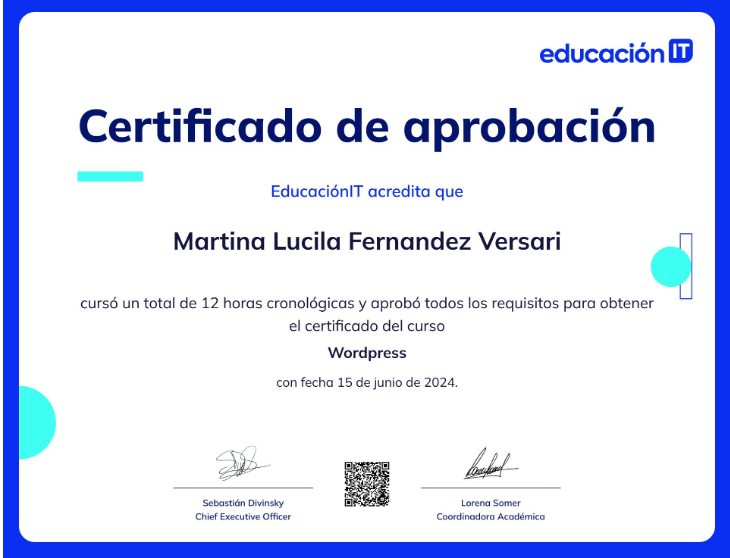 educación IT
Certificado de aprobación
EducaciónIT acredita que
Martina Lucila Fernandez Versari
cursó un total de 12 horas cronológicas y aprobó todos los requisitos para obtener
el certificado del curso
Wordpress
con fecha 15 de junio de 2024.
Sebastián Divinsky
Chief Executive Officer
Lorena Somer
Coordinadora Académica